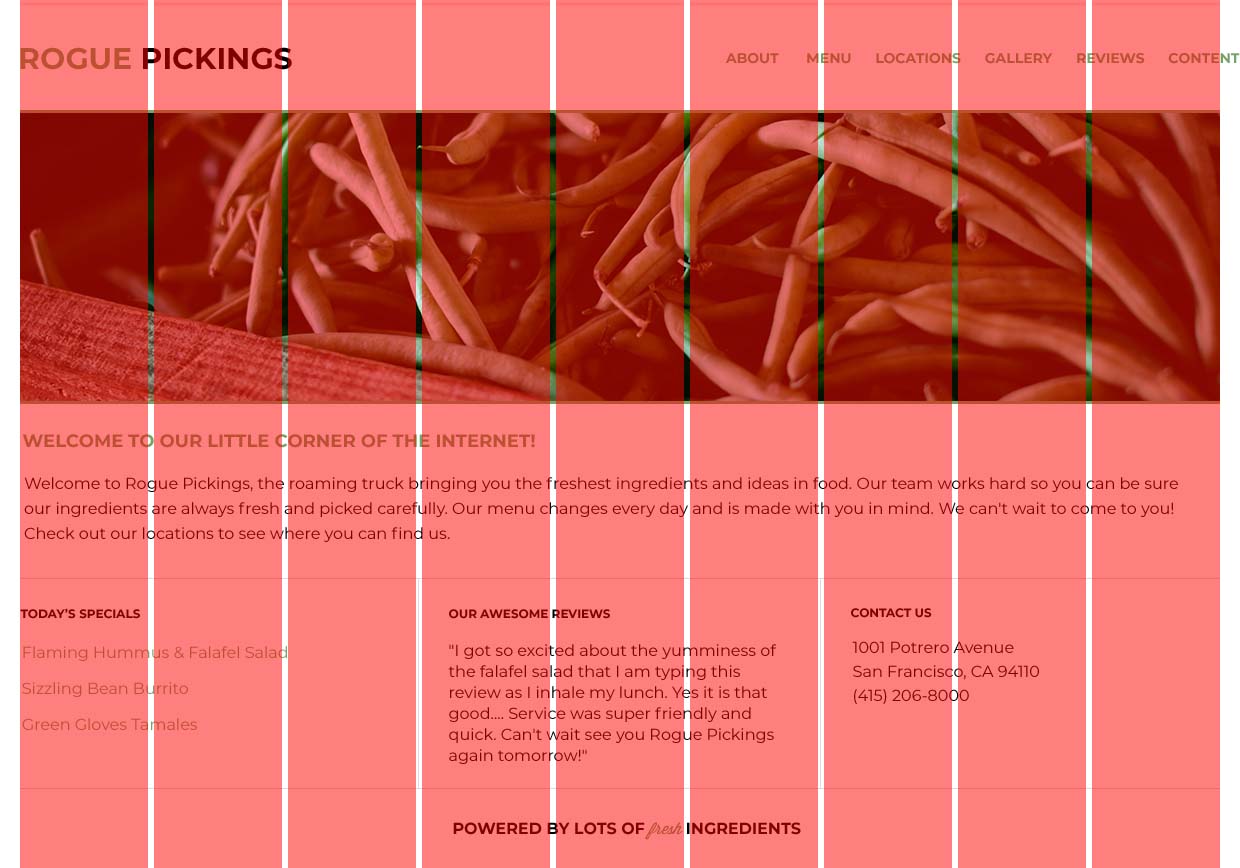 ROGUE PICKINGS
ABOUT MENU LOCATIONS GALLERY REVIEWS CONTENT
WELCOME TO OUR LITTLE CORNER OF THE INTERNET!
Welcome to Rogue Pickings, the roaming truck bringing you the freshest ingredients and ideas in food. Our team works hard so you can be sure
our ingredients are always fresh and picked carefully. Our menu changes every day and is made with you in mind. We can't wait to come to you!
Check out our locations to see where you can find us.
TODAY'S SPECIALS
Flaming Hummus & Falafel Salad
Sizzling Bean Burrito
Green Gloves Tamales
OUR AWESOME REVIEWS
"I got so excited about the yumminess of
the falafel salad that I am typing this
review as I inhale my lunch. Yes it is that
good.... Service was super friendly and
quick. Can't wait see you Rogue Pickings
again tomorrow!"
CONTACT US
1001 Potrero Avenue
San Francisco, CA 94110
(415) 206-8000
POWERED BY LOTS OF fresh INGREDIENTS